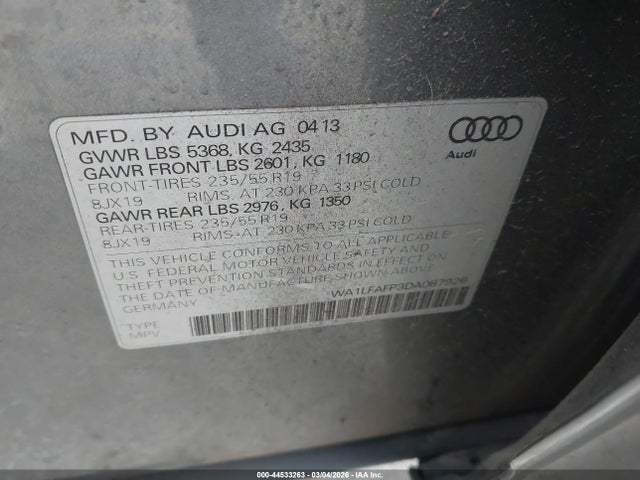 MFD. BY AUDI AG 04 13
GVWR LBS 5368, KG 2435
GAWR FRONT LBS 2601, KG 1180
FRONT-TIRES 235/55 R19
8JX19 RIMS. AT 230 KPA 33 PSI COLD
GAWR REAR LBS 2976, KG 1350
REAR-TIRES 235/55 R19
8JX19 RIMS-AT 230 KPA 33 PSI COLD
THIS VEHICLE CONFORMS TO ALL APPLICABLE
U.S. FEDERAL MOTOR VEHICLE SAFETY AND
THEFT PREVENTION STANDARDS IN EFFECT ON
THE DATE OF MANUFACTURE SHOWN ABOVE
GERMANY
WA1LFAFP3DA087926
TYPE
MPV
Audi
000-44533263 - 03/04/2026 - IAA Inc.